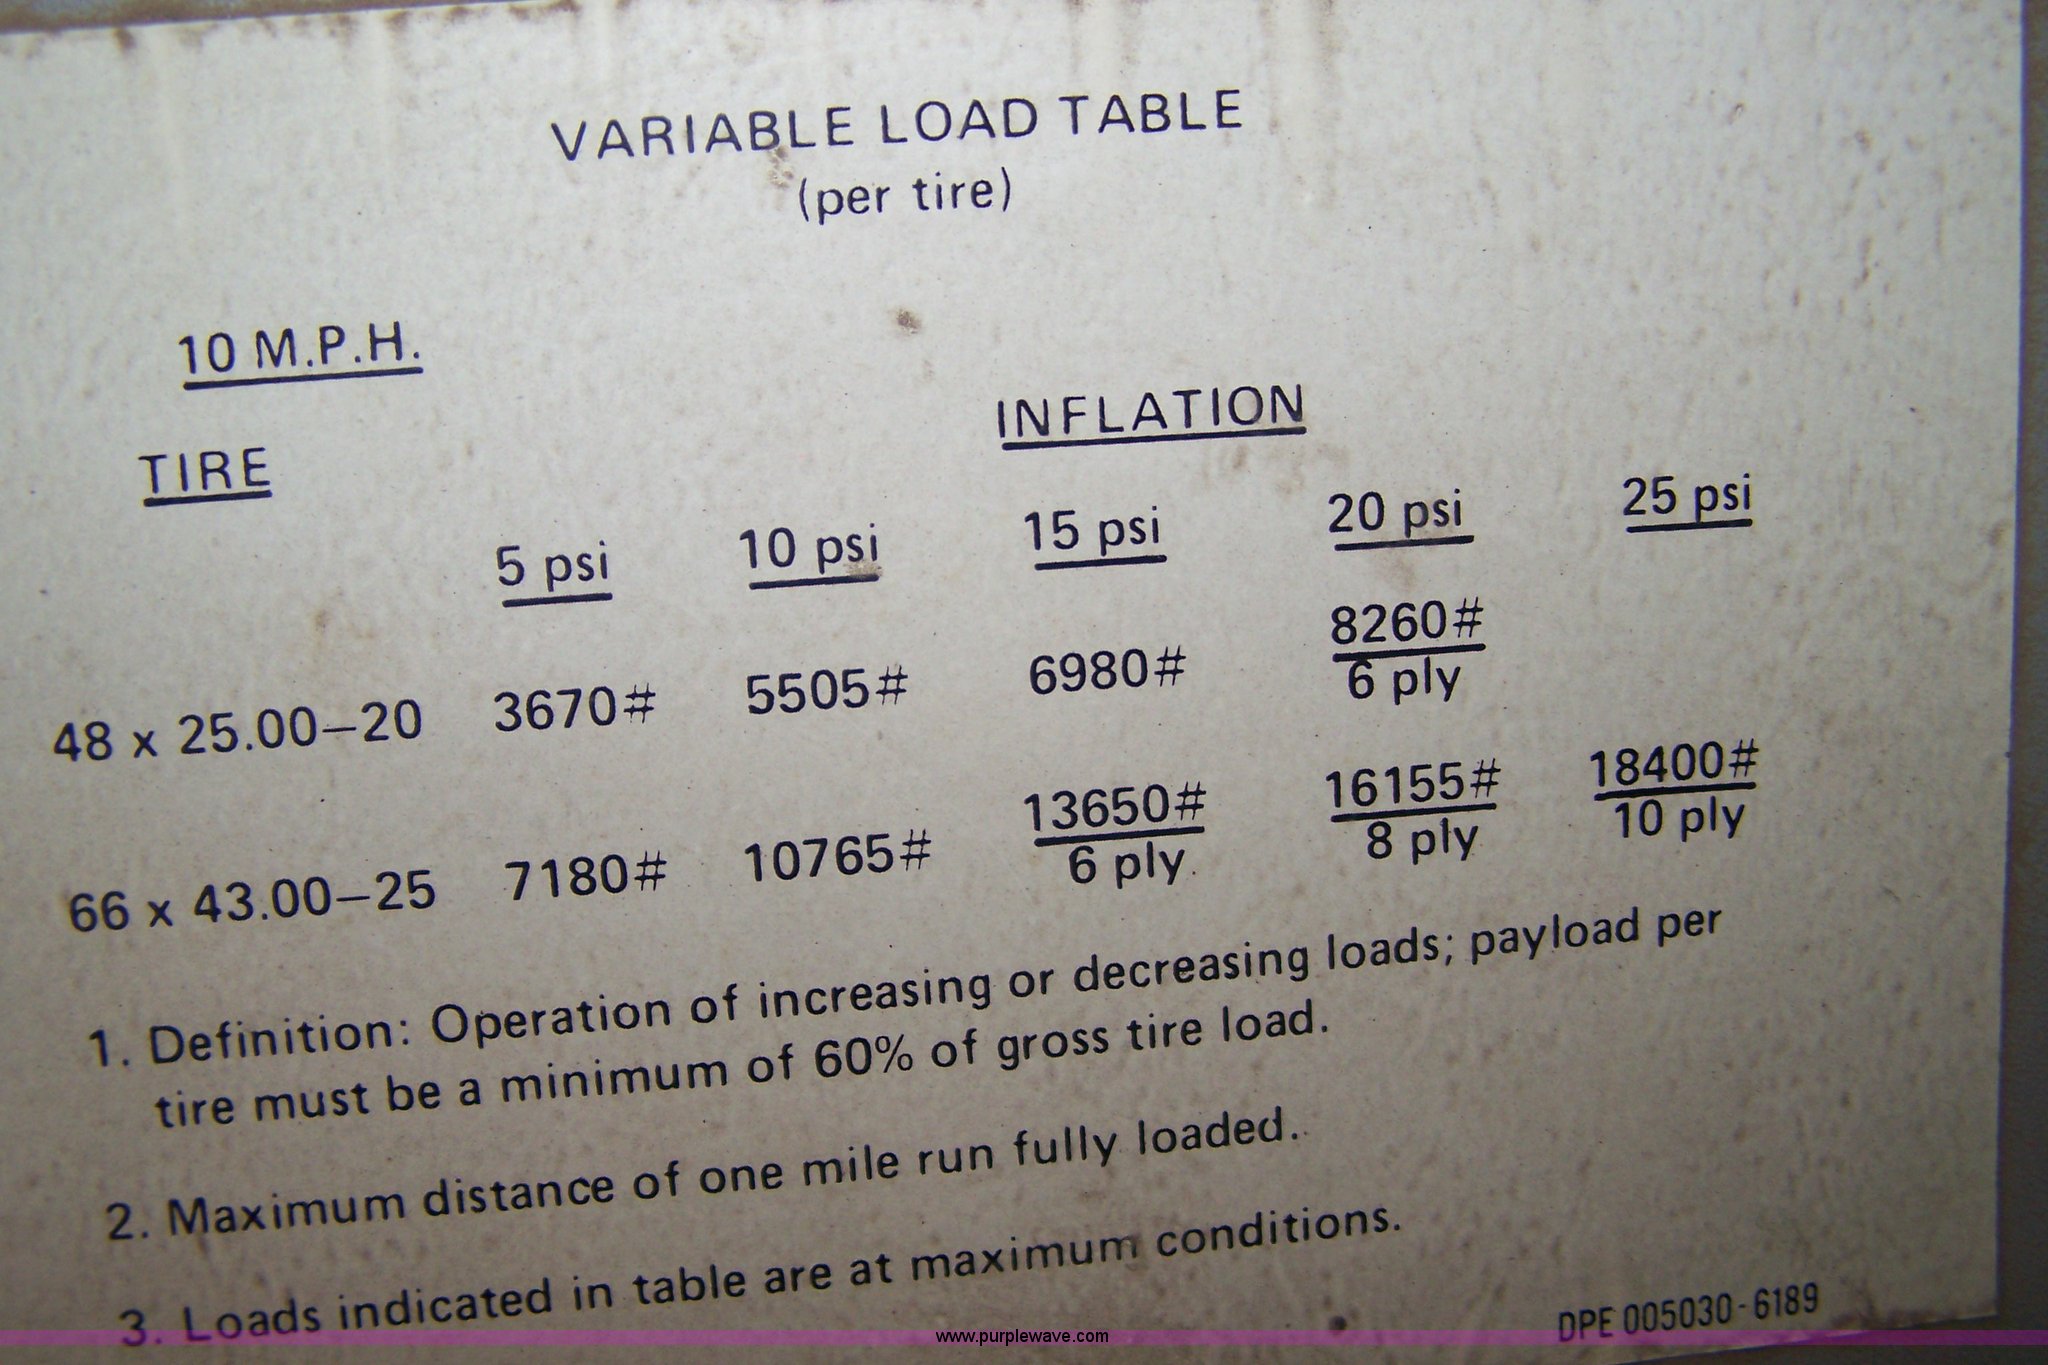 VARIABLE LOAD TABLE
(per tire)
10 M.P.H.
INFLATION
TIRE
5 psi 10 psi 15 psi 20 psi 25 psi
48 x 25.00–20 3670# 5505# 6980# 8260#
6 ply
66 x 43.00–25 7180# 10765# 13650# 16155# 18400#
6 ply 8 ply 10 ply
1. Definition: Operation of increasing or decreasing loads; payload per
tire must be a minimum of 60% of gross tire load.
2. Maximum distance of one mile run fully loaded.
3. Loads indicated in table are at maximum conditions.
DPE 005030-6189
www.purplewave.com